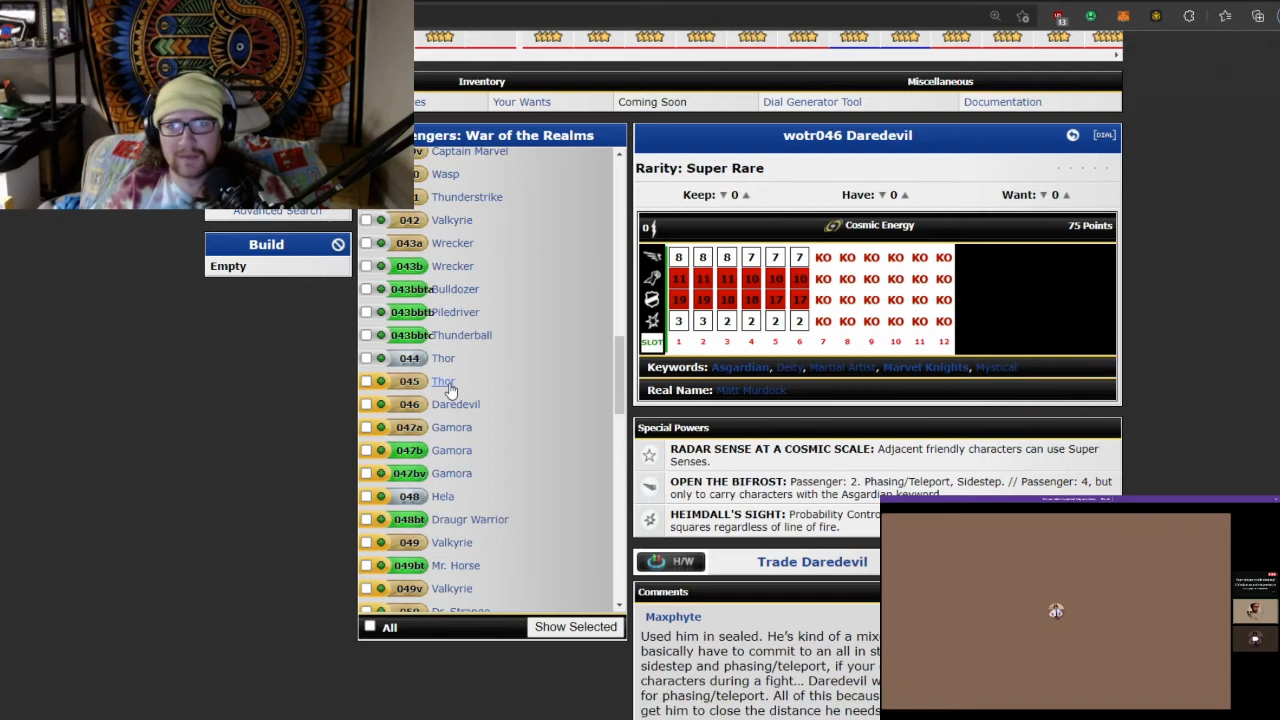 13
Inventory
Miscellaneous
Your Wants
Coming Soon
Dial Generator Tool
Documentation
engers: War of the Realms
wotr046 Daredevil
[DIAL]
Captain Marvel
Wasp
Thunderstrike
042 Valkyrie
043a Wrecker
043b Wrecker
043bbta Bulldozer
043bbtb Piledriver
043bbtc Thunderball
044 Thor
045 Thor
046 Daredevil
047a Gamora
047b Gamora
047bv Gamora
048 Hela
048bt Draugr Warrior
049 Valkyrie
049bt Mr. Horse
049v Valkyrie
050 Dr. Strange
All
Show Selected
Advanced Search
Build
Empty
Rarity: Super Rare
Keep: 0
Have: 0
Want: 0
0
Cosmic Energy
75 Points
8 8 8 7 7 7 KO KO KO KO KO KO
11 11 11 10 10 10 KO KO KO KO KO KO
19 19 18 18 17 17 KO KO KO KO KO KO
3 3 2 2 2 2 KO KO KO KO KO KO
SLOT 1 2 3 4 5 6 7 8 9 10 11 12
Keywords: Asgardian, Deity, Martial Artist, Marvel Knights, Mystical
Real Name: Matt Murdock
Special Powers
RADAR SENSE AT A COSMIC SCALE: Adjacent friendly characters can use Super
Senses.
OPEN THE BIFROST: Passenger: 2. Phasing/Teleport, Sidestep. // Passenger: 4, but
only to carry characters with the Asgardian keyword.
HEIMDALL'S SIGHT: Probability Contro
squares regardless of line of fire.
H/W
Trade Daredevil
Comments
Maxphyte
Used him in sealed. He's kind of a mix
basically have to commit to an all in st
sidestep and phasing/teleport, if your
characters during a fight... Daredevil w
for phasing/teleport. All of this becaus
get him to close the distance he needs